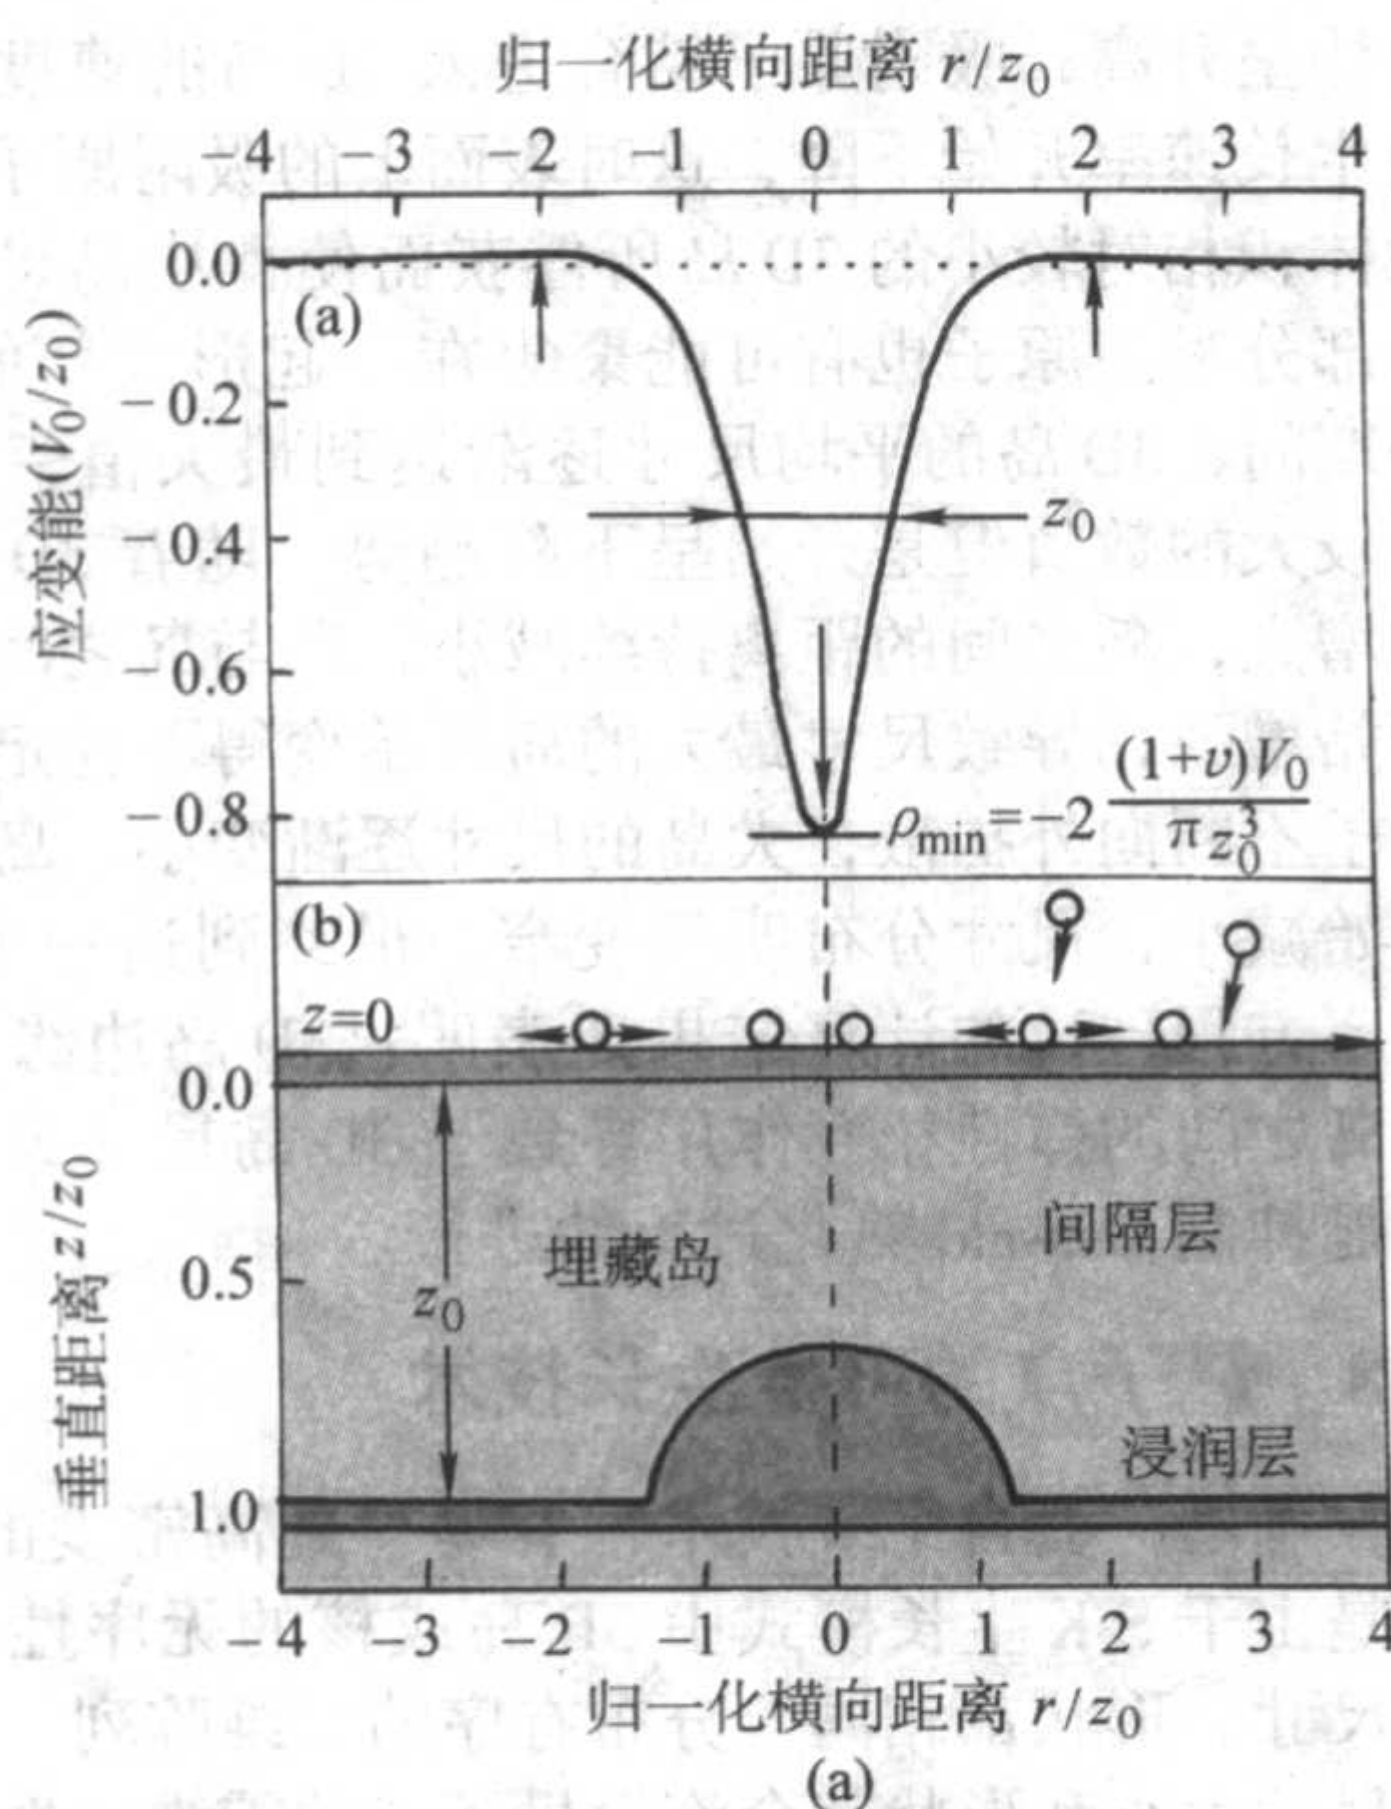 归一化横向距离 r/z₀
−4 −3 −2 −1 0 1 2 3 4
0.0
(a)
−0.2
−0.4
z₀
−0.6
−0.8
ρmin=−2 (1+υ)V₀/πz₀³
应变能(V₀/z₀)
(b)
z=0
0.0
埋藏岛
间隔层
0.5
z₀
浸润层
1.0
垂直距离 z/z₀
−4 −3 −2 −1 0 1 2 3 4
归一化横向距离 r/z₀
(a)